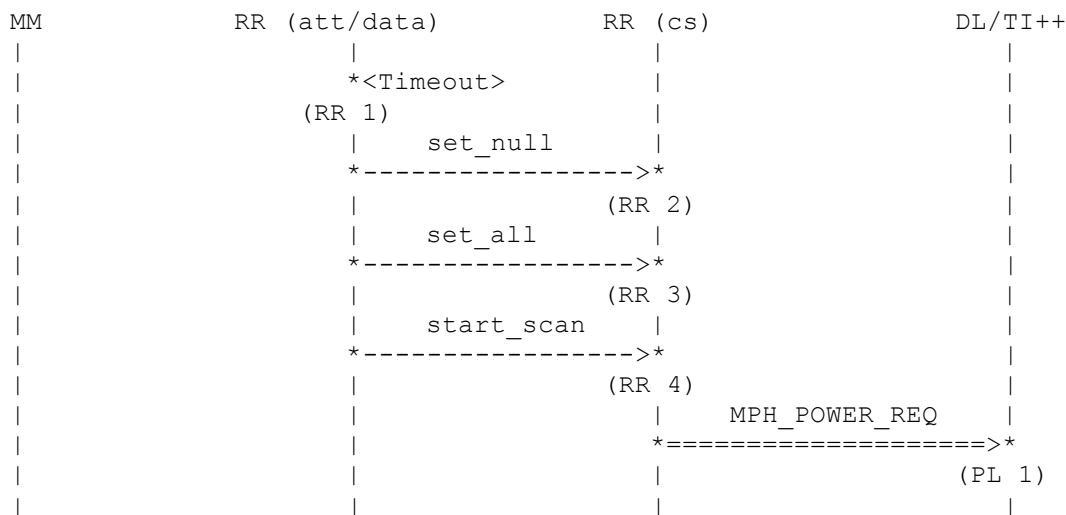 MM RR (att/data) RR (cs) DL/TI++
| | | |
| *<Timeout> | |
| (RR 1) | |
| | set_null | |
| *----------------->* |
| | (RR 2) |
| | set_all | |
| *----------------->* |
| | (RR 3) |
| | start_scan | |
| *----------------->* |
| | (RR 4) |
| | | MPH_POWER_REQ |
| | *====================>*
| | | (PL 1)
| | | |